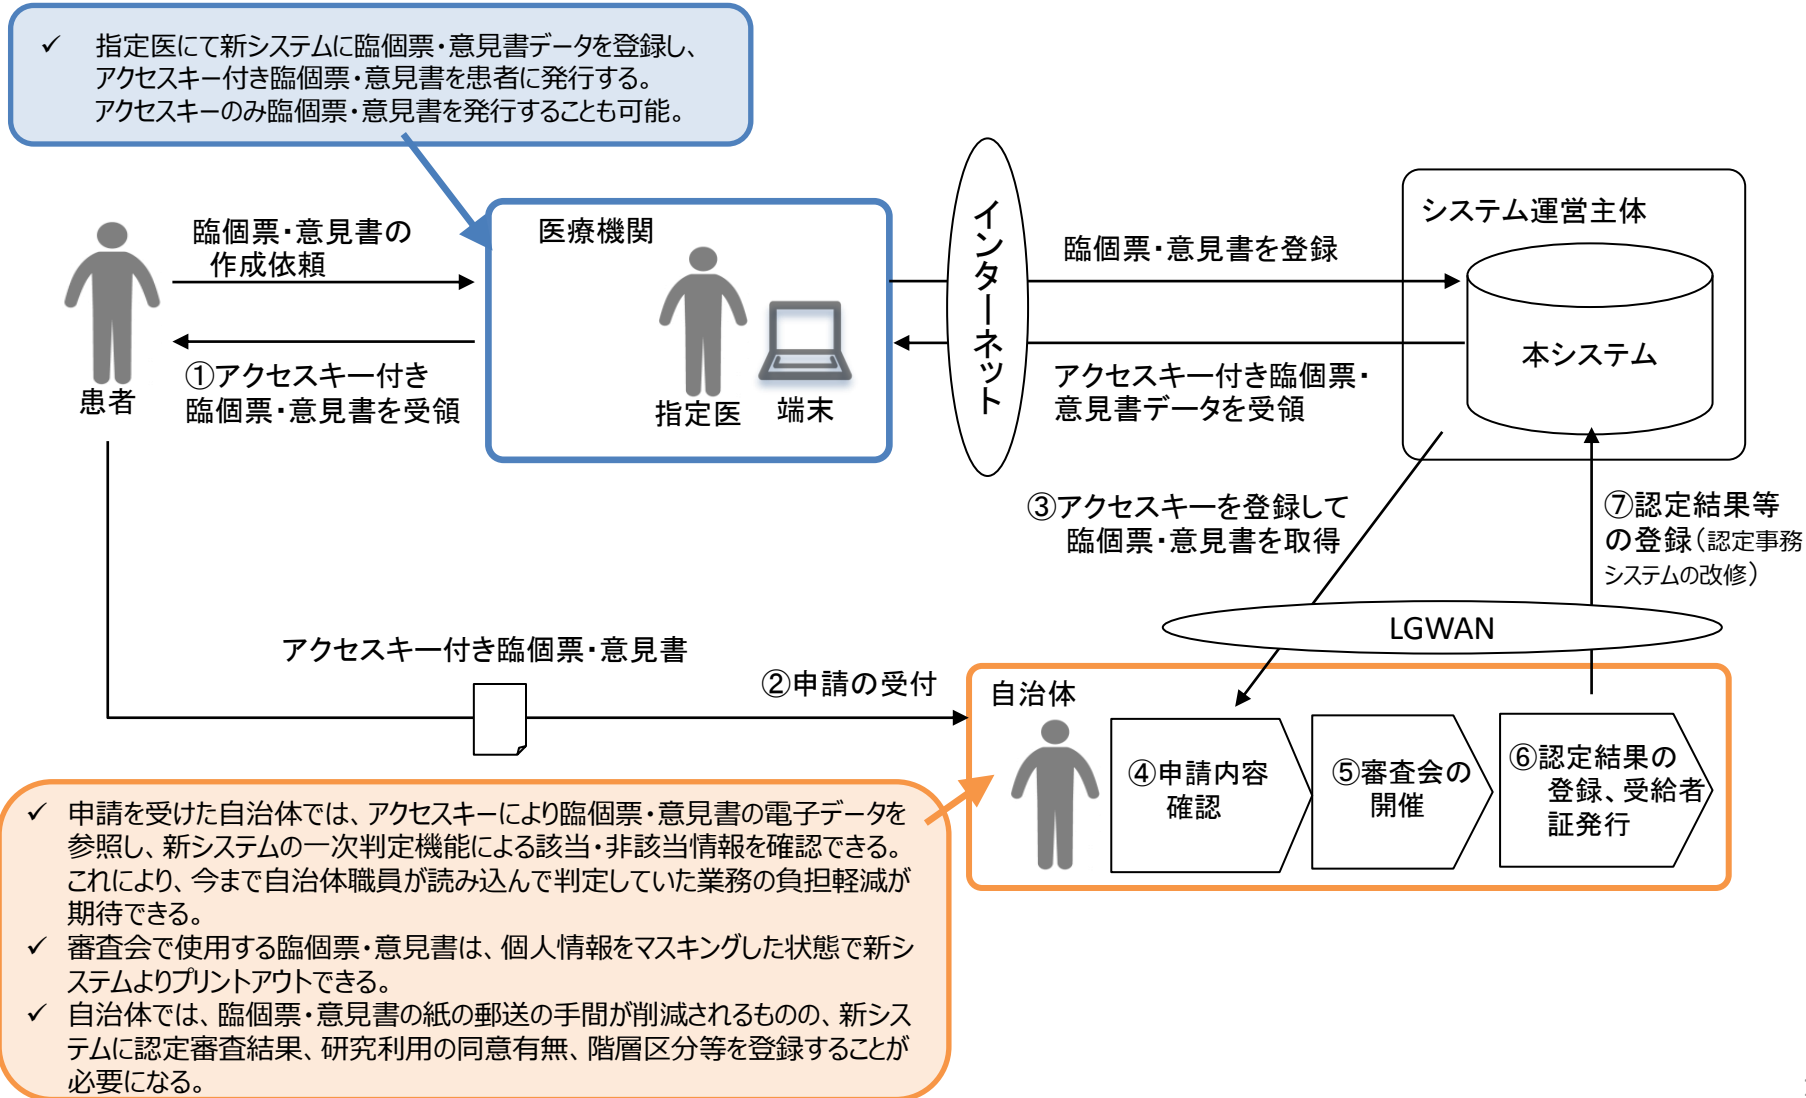 ✓ 指定医にて新システムに臨個票・意見書データを登録し、
アクセスキー付き臨個票・意見書を患者に発行する。
アクセスキーのみ臨個票・意見書を発行することも可能。
臨個票・意見書の
作成依頼
患者
①アクセスキー付き
臨個票・意見書を受領
医療機関
指定医
端末
インターネット
臨個票・意見書を登録
アクセスキー付き臨個票・
意見書データを受領
システム運営主体
本システム
③アクセスキーを登録して
臨個票・意見書を取得
⑦認定結果等
の登録（認定事務
システムの改修）
LGWAN
アクセスキー付き臨個票・意見書
②申請の受付
自治体
④申請内容
確認
⑤審査会の
開催
⑥認定結果の
登録、受給者
証発行
✓ 申請を受けた自治体では、アクセスキーにより臨個票・意見書の電子データを
参照し、新システムの一次判定機能による該当・非該当情報を確認できる。
これにより、今まで自治体職員が読み込んで判定していた業務の負担軽減が
期待できる。
✓ 審査会で使用する臨個票・意見書は、個人情報をマスキングした状態で新シ
ステムよりプリントアウトできる。
✓ 自治体では、臨個票・意見書の紙の郵送の手間が削減されるものの、新シス
テムに認定審査結果、研究利用の同意有無、階層区分等を登録することが
必要になる。